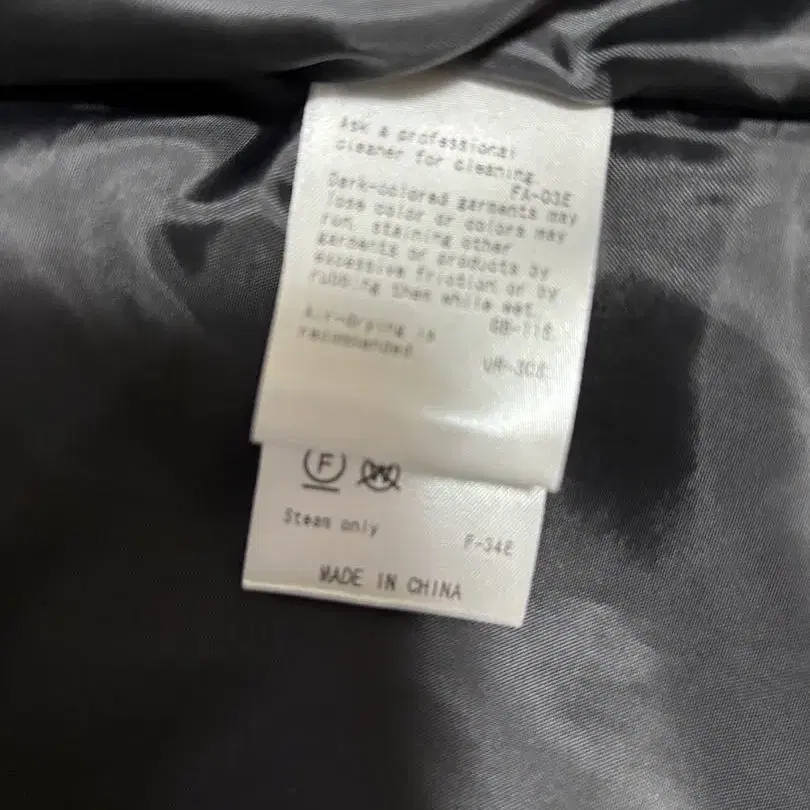 Ask a professional
cleaner for cleaning.
FA-03E
Dark-colored garments may
lose color or colors may
run, staining other
garments or products by
excessive friction or by
rubbing them while wet.
GB-11E
Air-drying is
recommended
VR-30E
F
Steam only
F-34E
MADE IN CHINA